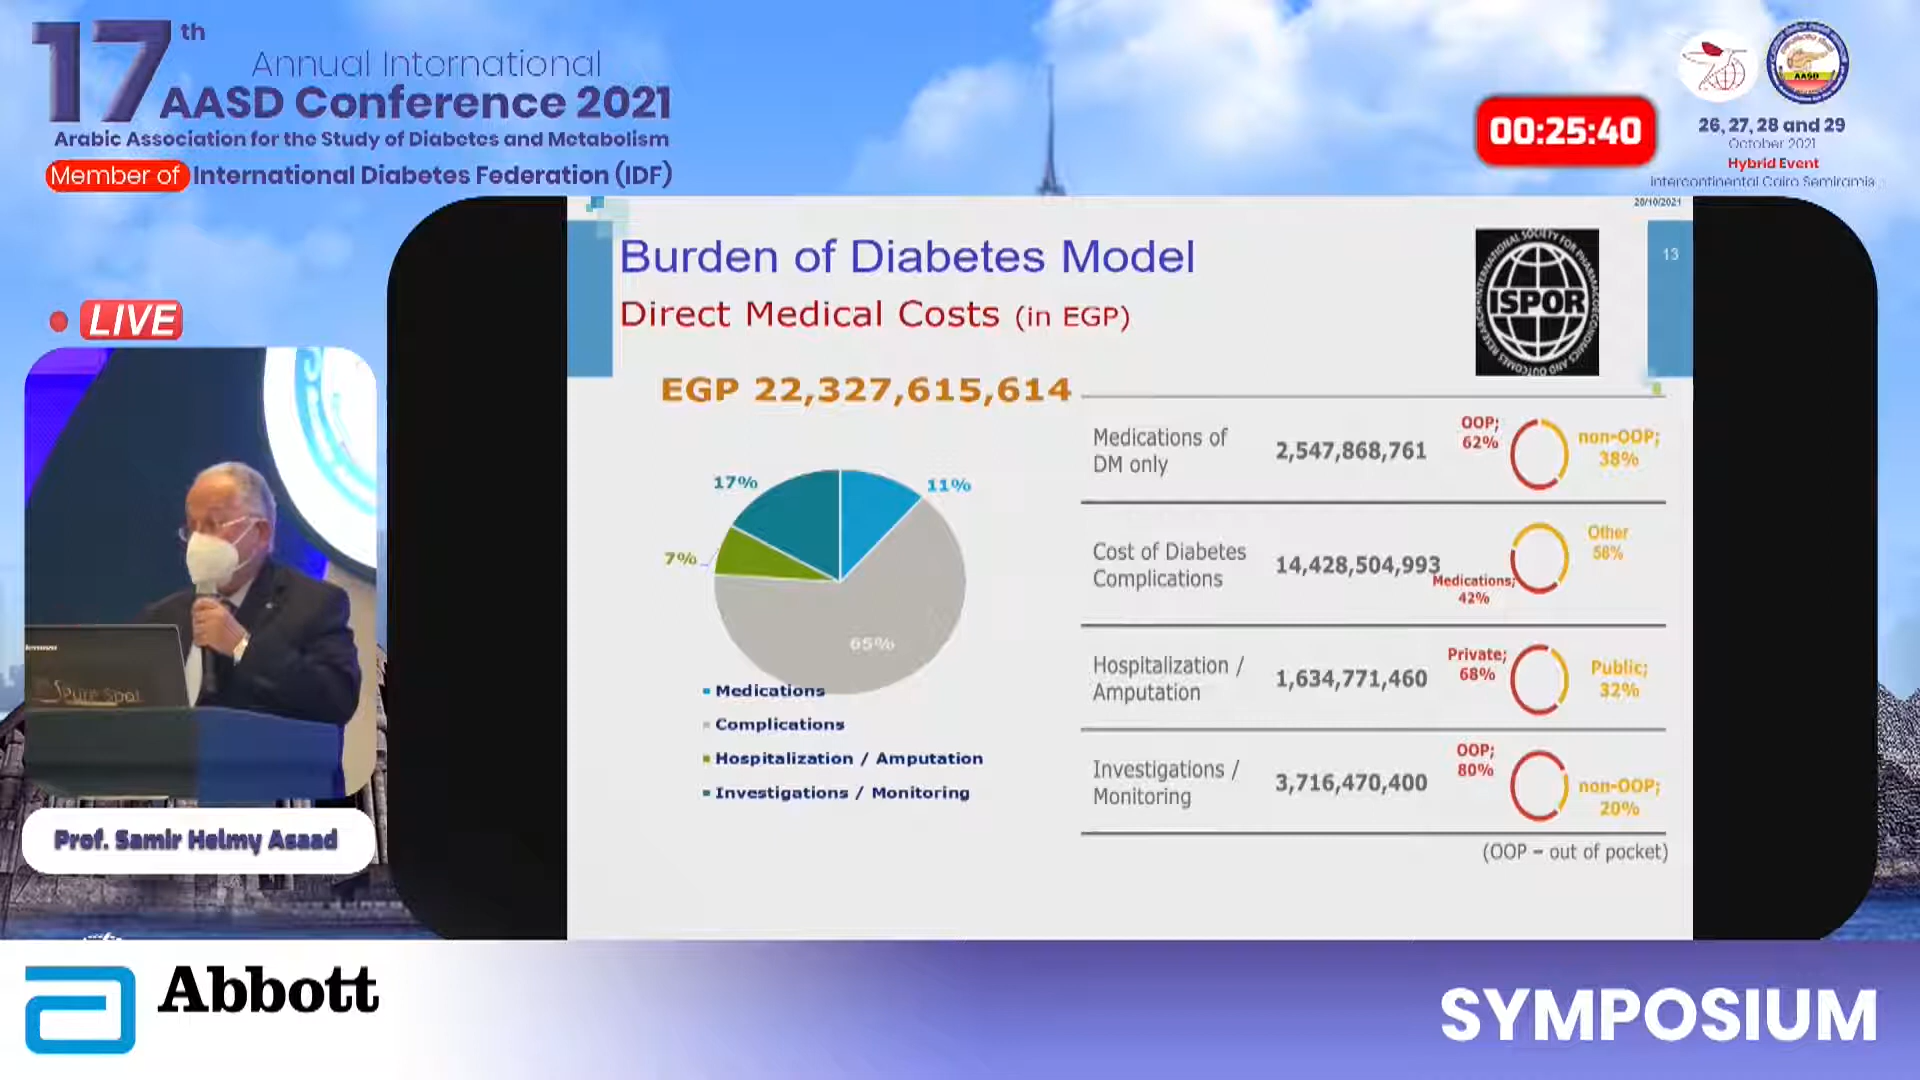 17th
Annual International
AASD Conference 2021
Arabic Association for the Study of Diabetes and Metabolism
Member of International Diabetes Federation (IDF)
00:25:40
AASD
26, 27, 28 and 29
October 2021
Hybrid Event
Intercontinental Cairo Semiramis
LIVE
28/10/2021
13
Burden of Diabetes Model
Direct Medical Costs (in EGP)
ISPOR
EGP 22,327,615,614
17%
11%
7%
65%
Medications
Complications
Hospitalization / Amputation
Investigations / Monitoring
Medications of
DM only
2,547,868,761
OOP;
62%
non-OOP;
38%
Cost of Diabetes
Complications
14,428,504,993
Medications;
42%
Other
58%
Hospitalization /
Amputation
1,634,771,460
Private;
68%
Public;
32%
Investigations /
Monitoring
3,716,470,400
OOP;
80%
non-OOP;
20%
(OOP – out of pocket)
lenovo
Prof. Samir Helmy Asaad
Abbott
SYMPOSIUM